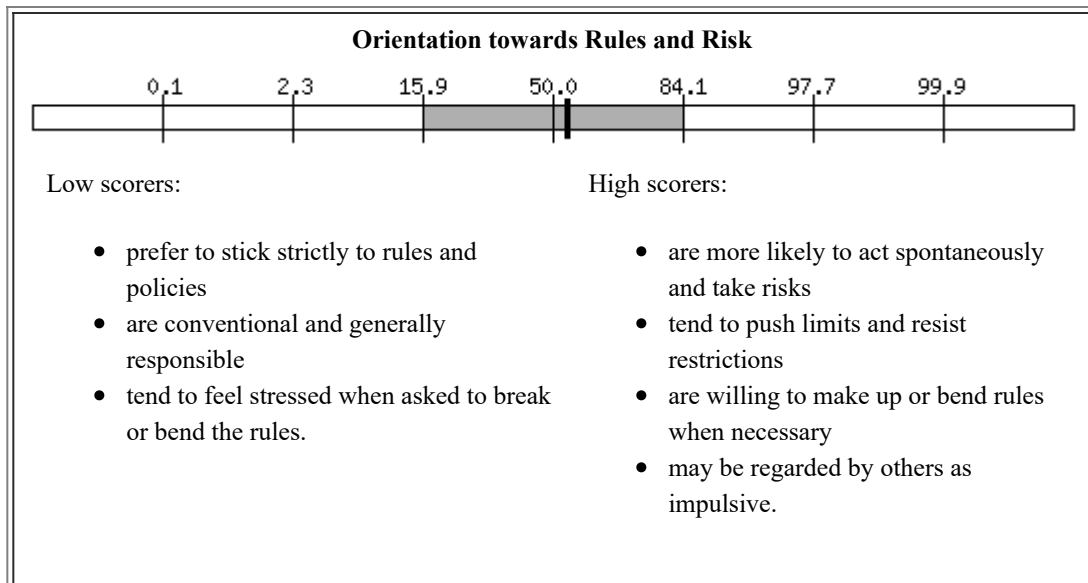 Orientation towards Rules and Risk
0.1 2.3 15.9 50.0 84.1 97.7 99.9
Low scorers:
• prefer to stick strictly to rules and
policies
• are conventional and generally
responsible
• tend to feel stressed when asked to break
or bend the rules.
High scorers:
• are more likely to act spontaneously
and take risks
• tend to push limits and resist
restrictions
• are willing to make up or bend rules
when necessary
• may be regarded by others as
impulsive.